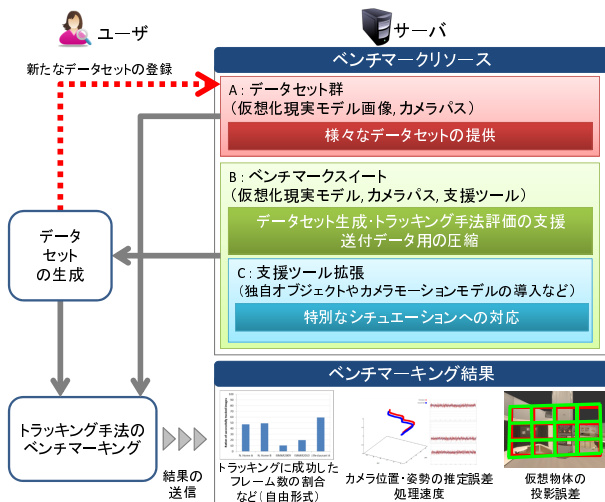 ユーザ
サーバ
新たなデータセットの登録
ベンチマークリソース
A：データセット群
(仮想化現実モデル画像, カメラパス)
様々なデータセットの提供
B：ベンチマークスイート
(仮想化現実モデル, カメラパス, 支援ツール)
データセット生成・トラッキング手法評価の支援
送付データ用の圧縮
C：支援ツール拡張
(独自オブジェクトやカメラモーションモデルの導入など)
特別なシチュエーションへの対応
データ
セット
の生成
トラッキング手法の
ベンチマーキング
結果の
送信
ベンチマーキング結果
トラッキングに成功した
フレーム数の割合
など(自由形式)
カメラ位置・姿勢の推定誤差
処理速度
仮想物体の
投影誤差